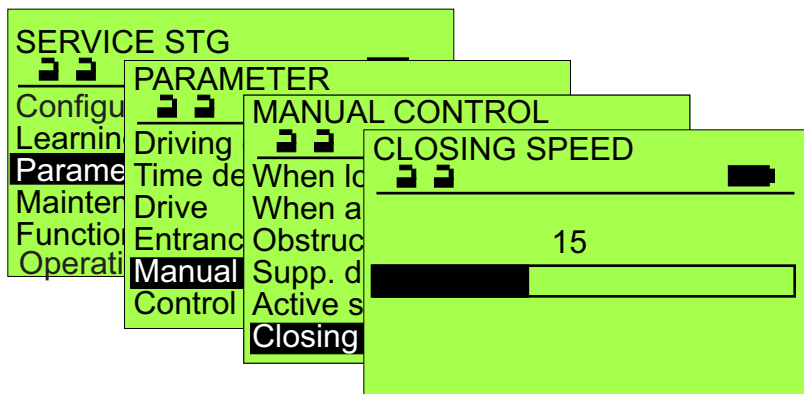 SERVICE STG
Configu
Learnin
Parame
Mainten
Function
Operati
PARAMETER
Driving
Time de
Drive
Entranc
Manual
Control
MANUAL CONTROL
When lo
When a
Obstruc
Supp. d
Active s
Closing
CLOSING SPEED
15